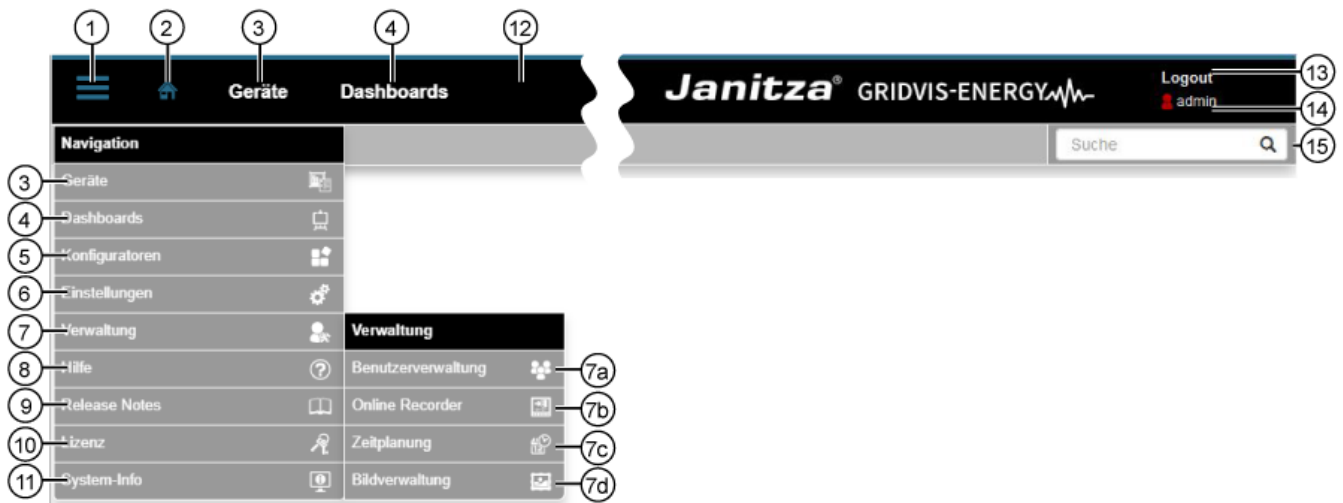 1 2 3 4 12
Geräte Dashboards Janitza® GRIDVIS-ENERGY Logout 13
admin 14
Navigation Suche 15
3 Geräte
4 Dashboards
5 Konfiguratoren
6 Einstellungen
7 Verwaltung Verwaltung
8 Hilfe Benutzerverwaltung 7a
9 Release Notes Online Recorder 7b
10 Lizenz Zeitplanung 7c
11 System-Info Bildverwaltung 7d